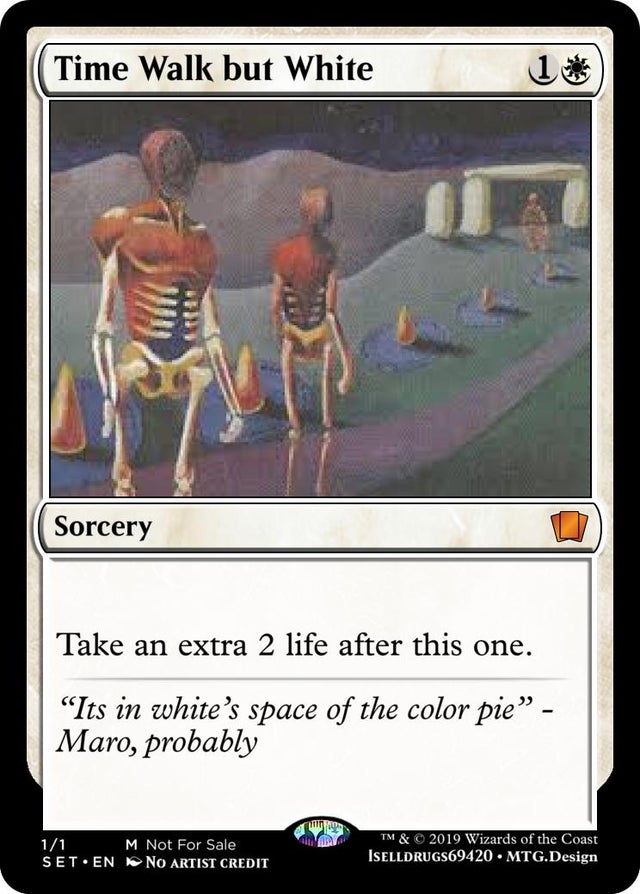 Time Walk but White 1
Sorcery
Take an extra 2 life after this one.
“Its in white's space of the color pie” -
Maro, probably
1/1 M Not For Sale ™ & © 2019 Wizards of the Coast
SET • EN No ARTIST CREDIT Iselldrugs69420 • MTG.Design